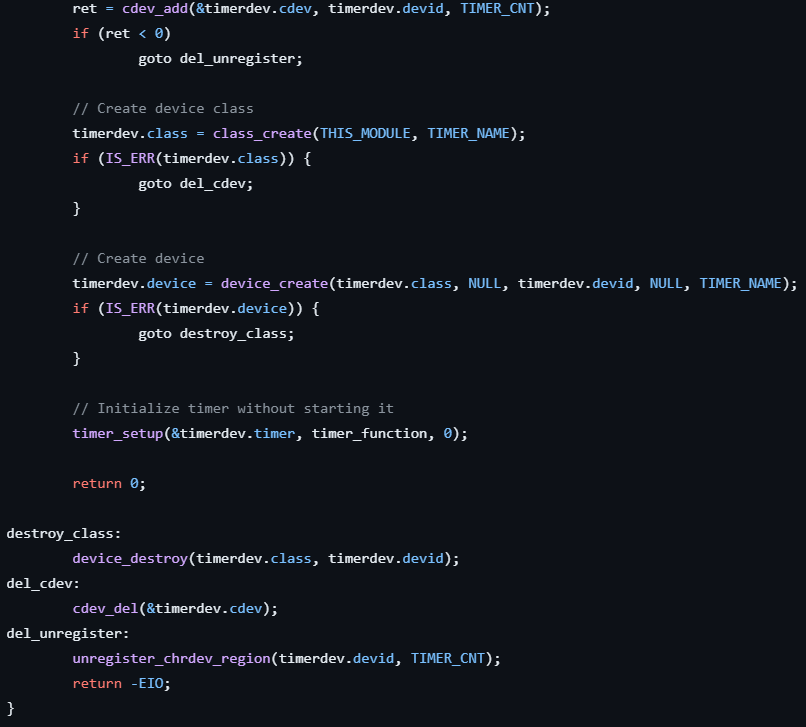 ret = cdev_add(&timerdev.cdev, timerdev.devid, TIMER_CNT);
if (ret < 0)
goto del_unregister;
// Create device class
timerdev.class = class_create(THIS_MODULE, TIMER_NAME);
if (IS_ERR(timerdev.class)) {
goto del_cdev;
}
// Create device
timerdev.device = device_create(timerdev.class, NULL, timerdev.devid, NULL, TIMER_NAME);
if (IS_ERR(timerdev.device)) {
goto destroy_class;
}
// Initialize timer without starting it
timer_setup(&timerdev.timer, timer_function, 0);
return 0;
destroy_class:
device_destroy(timerdev.class, timerdev.devid);
del_cdev:
cdev_del(&timerdev.cdev);
del_unregister:
unregister_chrdev_region(timerdev.devid, TIMER_CNT);
return -EIO;
}